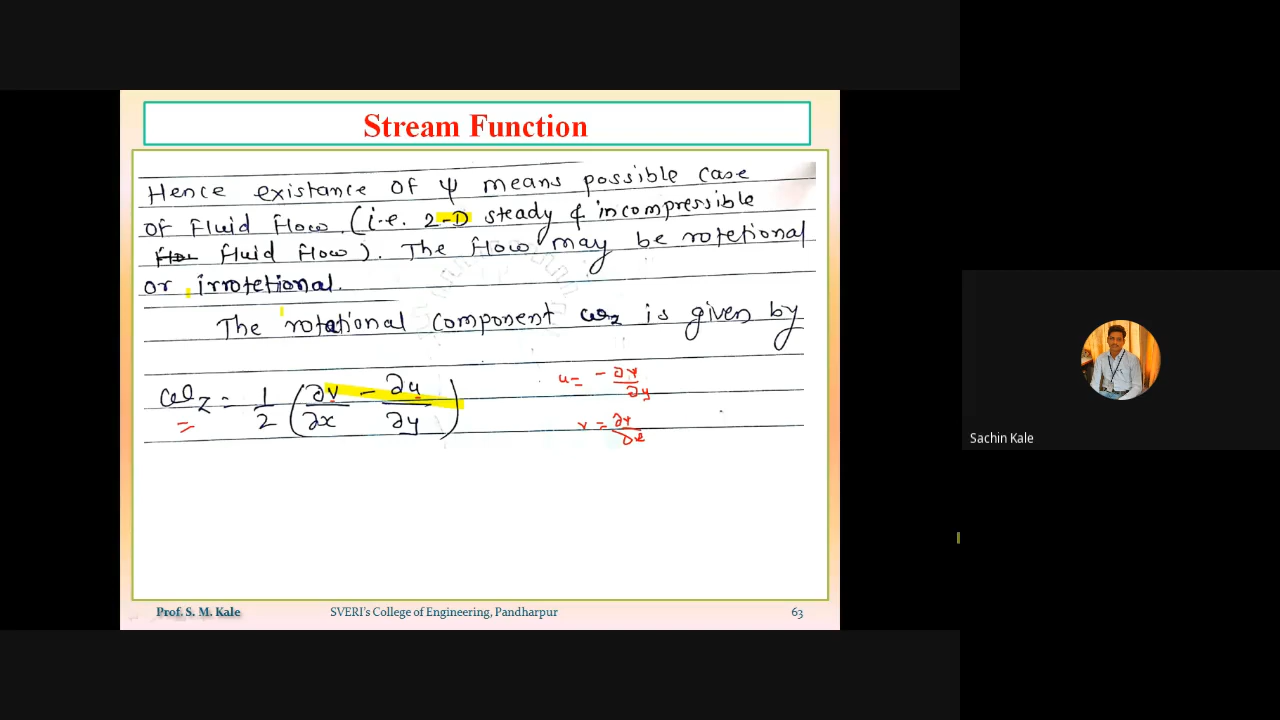 Stream Function
Hence existance of ψ means possible case
of fluid flow (i.e. 2-D steady & incompressible
fluid flow). The flow may be rotetional
or irrotetional.
The rotational component ωz is given by
ωz = 1/2 (∂v/∂x - ∂u/∂y)
u = -∂ψ/∂y
v = ∂ψ/∂x
Sachin Kale
Prof. S. M. Kale SVERI's College of Engineering, Pandharpur 63